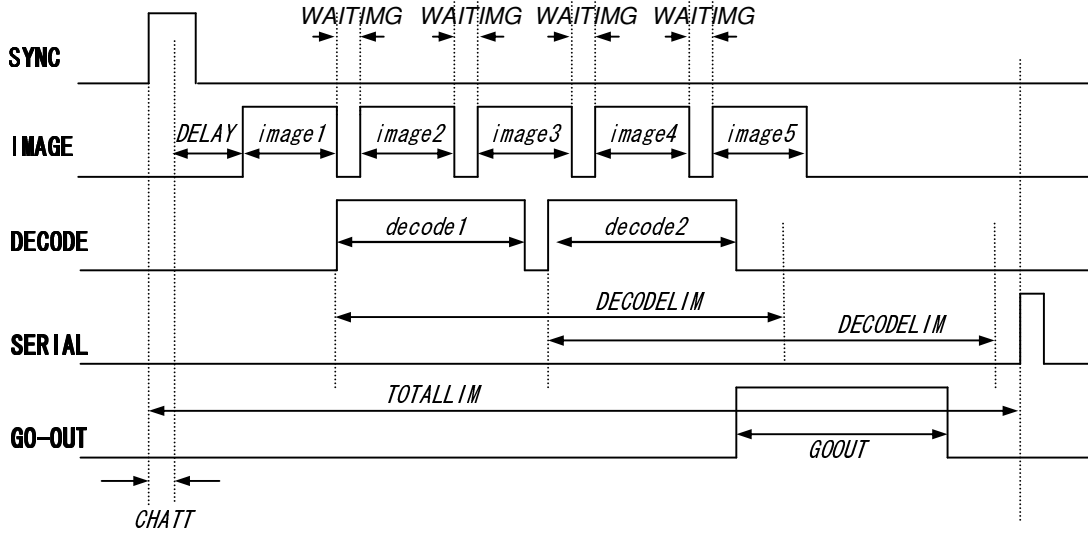 WAITIMG WAITIMG WAITIMG WAITIMG
SYNC
IMAGE DELAY image1 image2 image3 image4 image5
DECODE decode1 decode2
DECODELIM
DECODELIM
SERIAL
TOTALLIM
GO-OUT
GOOUT
CHATT